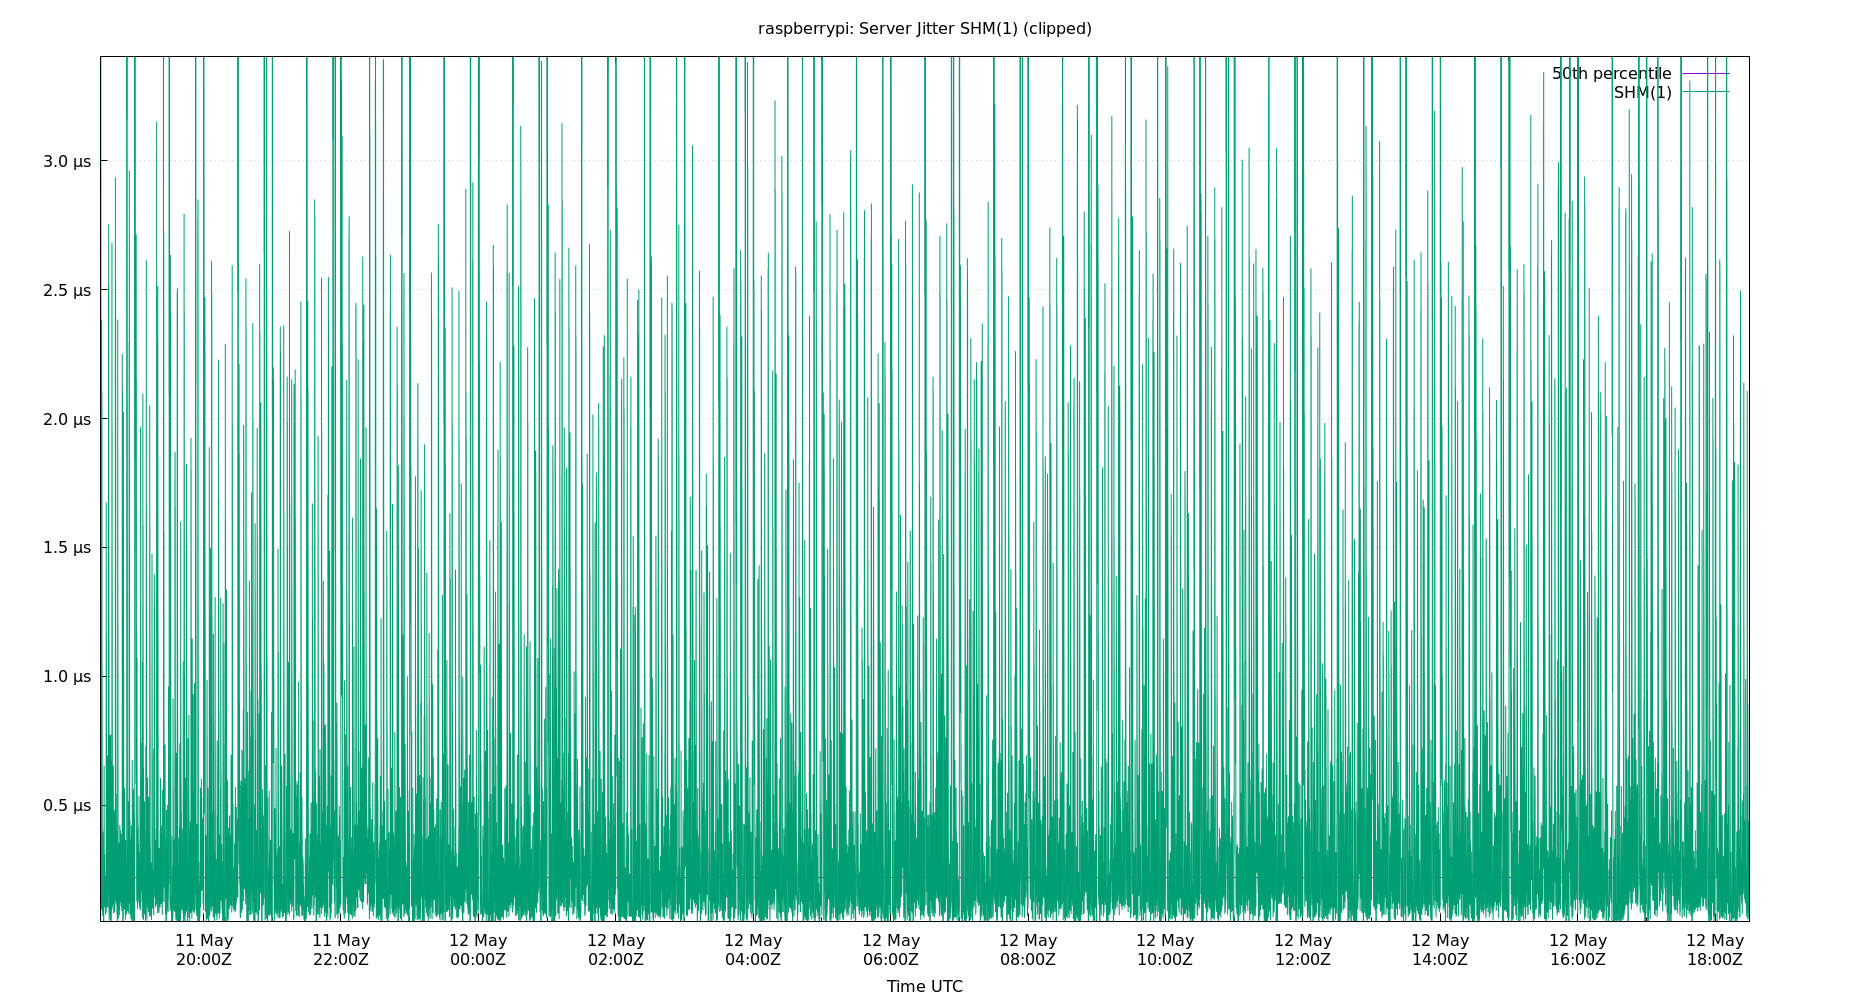 raspberrypi: Server Jitter SHM(1) (clipped)
50th percentile
SHM(1)
3.0 µs
2.5 µs
2.0 µs
1.5 µs
1.0 µs
0.5 µs
11 May 11 May 12 May 12 May 12 May 12 May 12 May 12 May 12 May 12 May 12 May 12 May
20:00Z 22:00Z 00:00Z 02:00Z 04:00Z 06:00Z 08:00Z 10:00Z 12:00Z 14:00Z 16:00Z 18:00Z
Time UTC